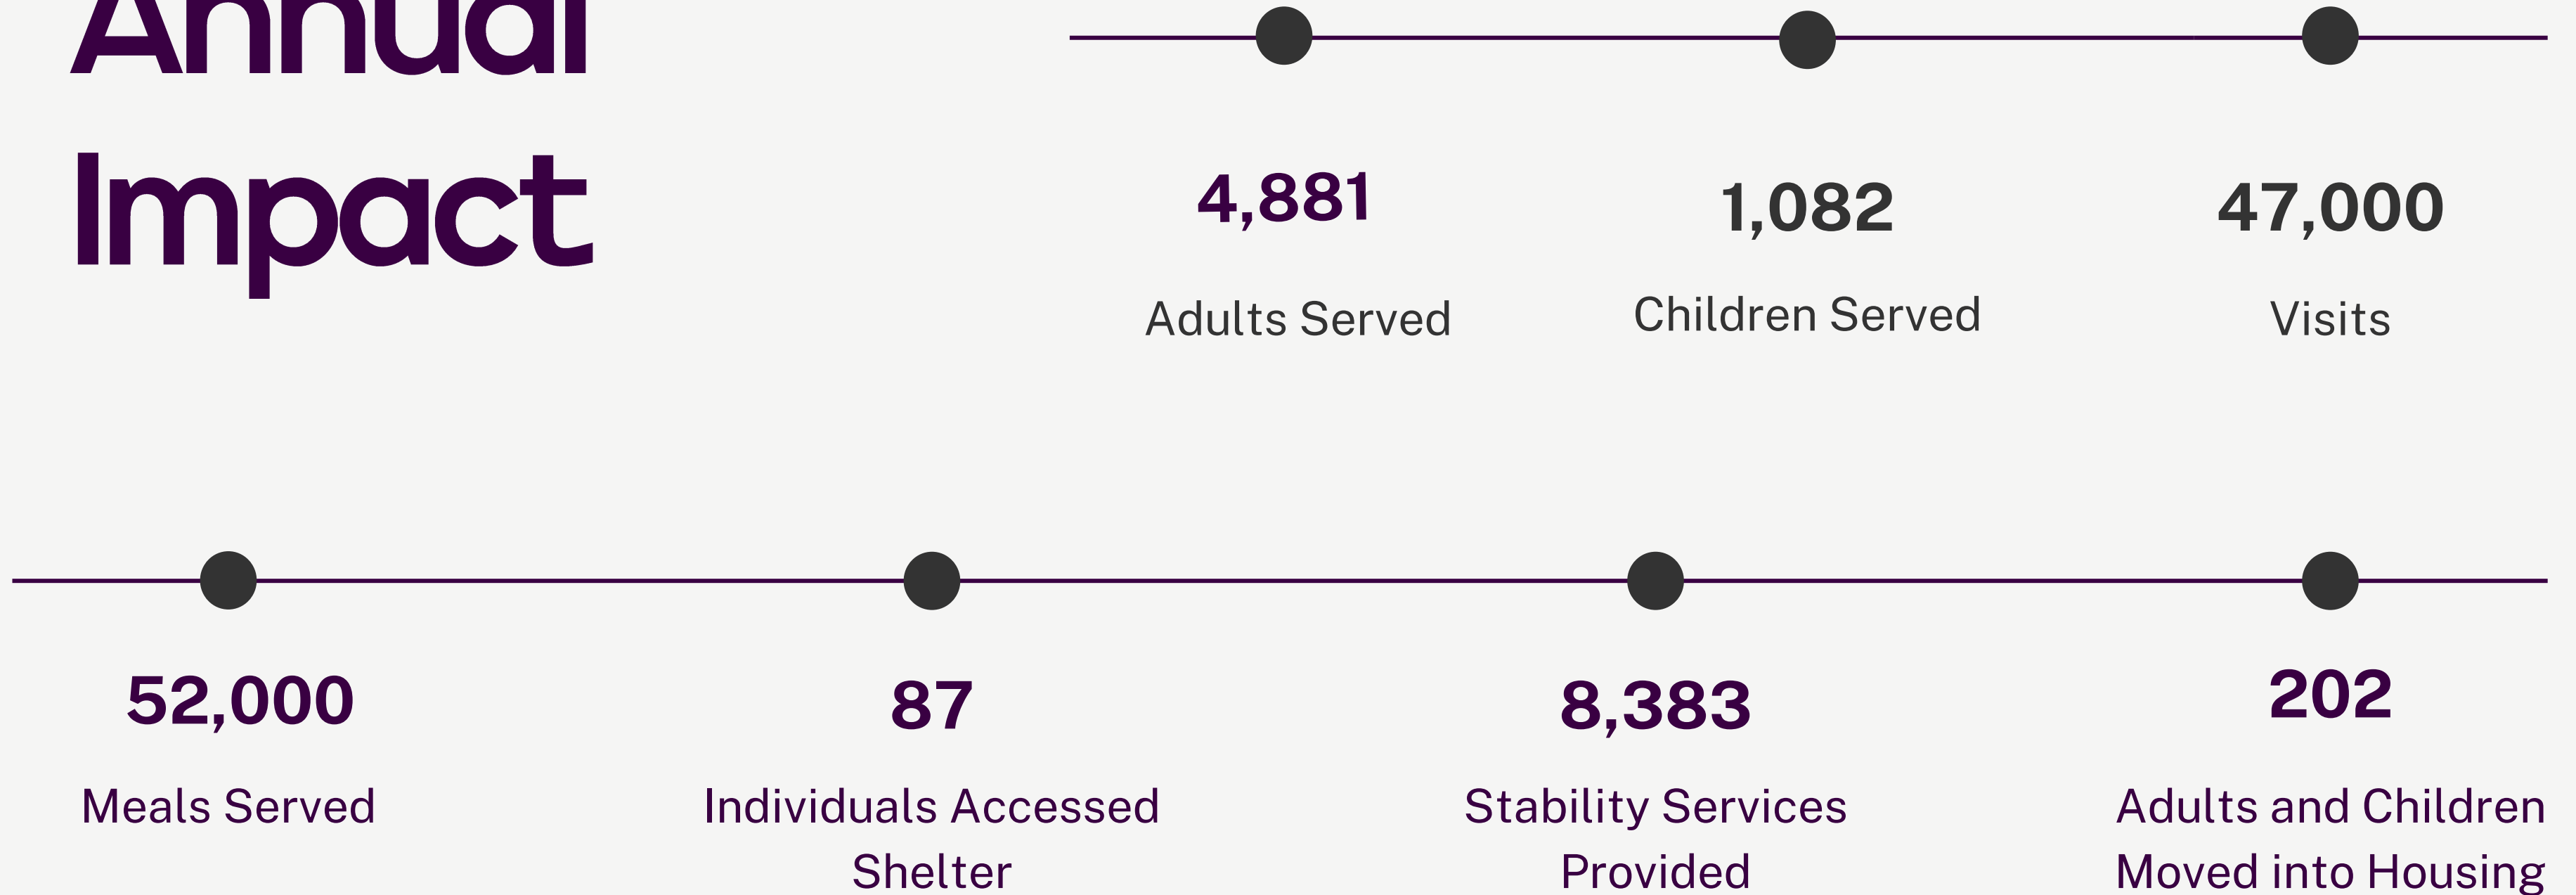 Annual
Impact
4,881
1,082
47,000
Adults Served
Children Served
Visits
52,000
87
8,383
202
Meals Served
Individuals Accessed
Shelter
Stability Services
Provided
Adults and Children
Moved into Housing